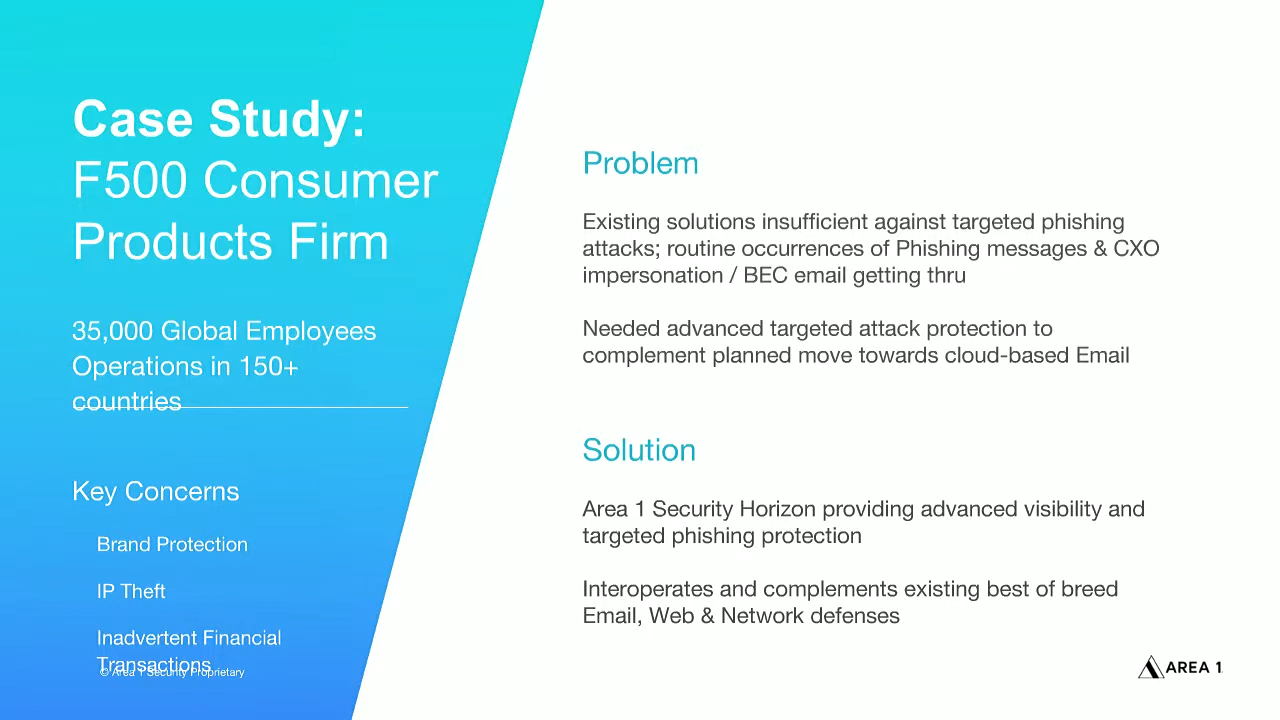 Case Study:
F500 Consumer
Products Firm
35,000 Global Employees
Operations in 150+
countries
Key Concerns
Brand Protection
IP Theft
Inadvertent Financial
Transactions
© Area 1 Security Proprietary
Problem
Existing solutions insufficient against targeted phishing
attacks; routine occurrences of Phishing messages & CXO
impersonation / BEC email getting thru
Needed advanced targeted attack protection to
complement planned move towards cloud-based Email
Solution
Area 1 Security Horizon providing advanced visibility and
targeted phishing protection
Interoperates and complements existing best of breed
Email, Web & Network defenses
AREA 1